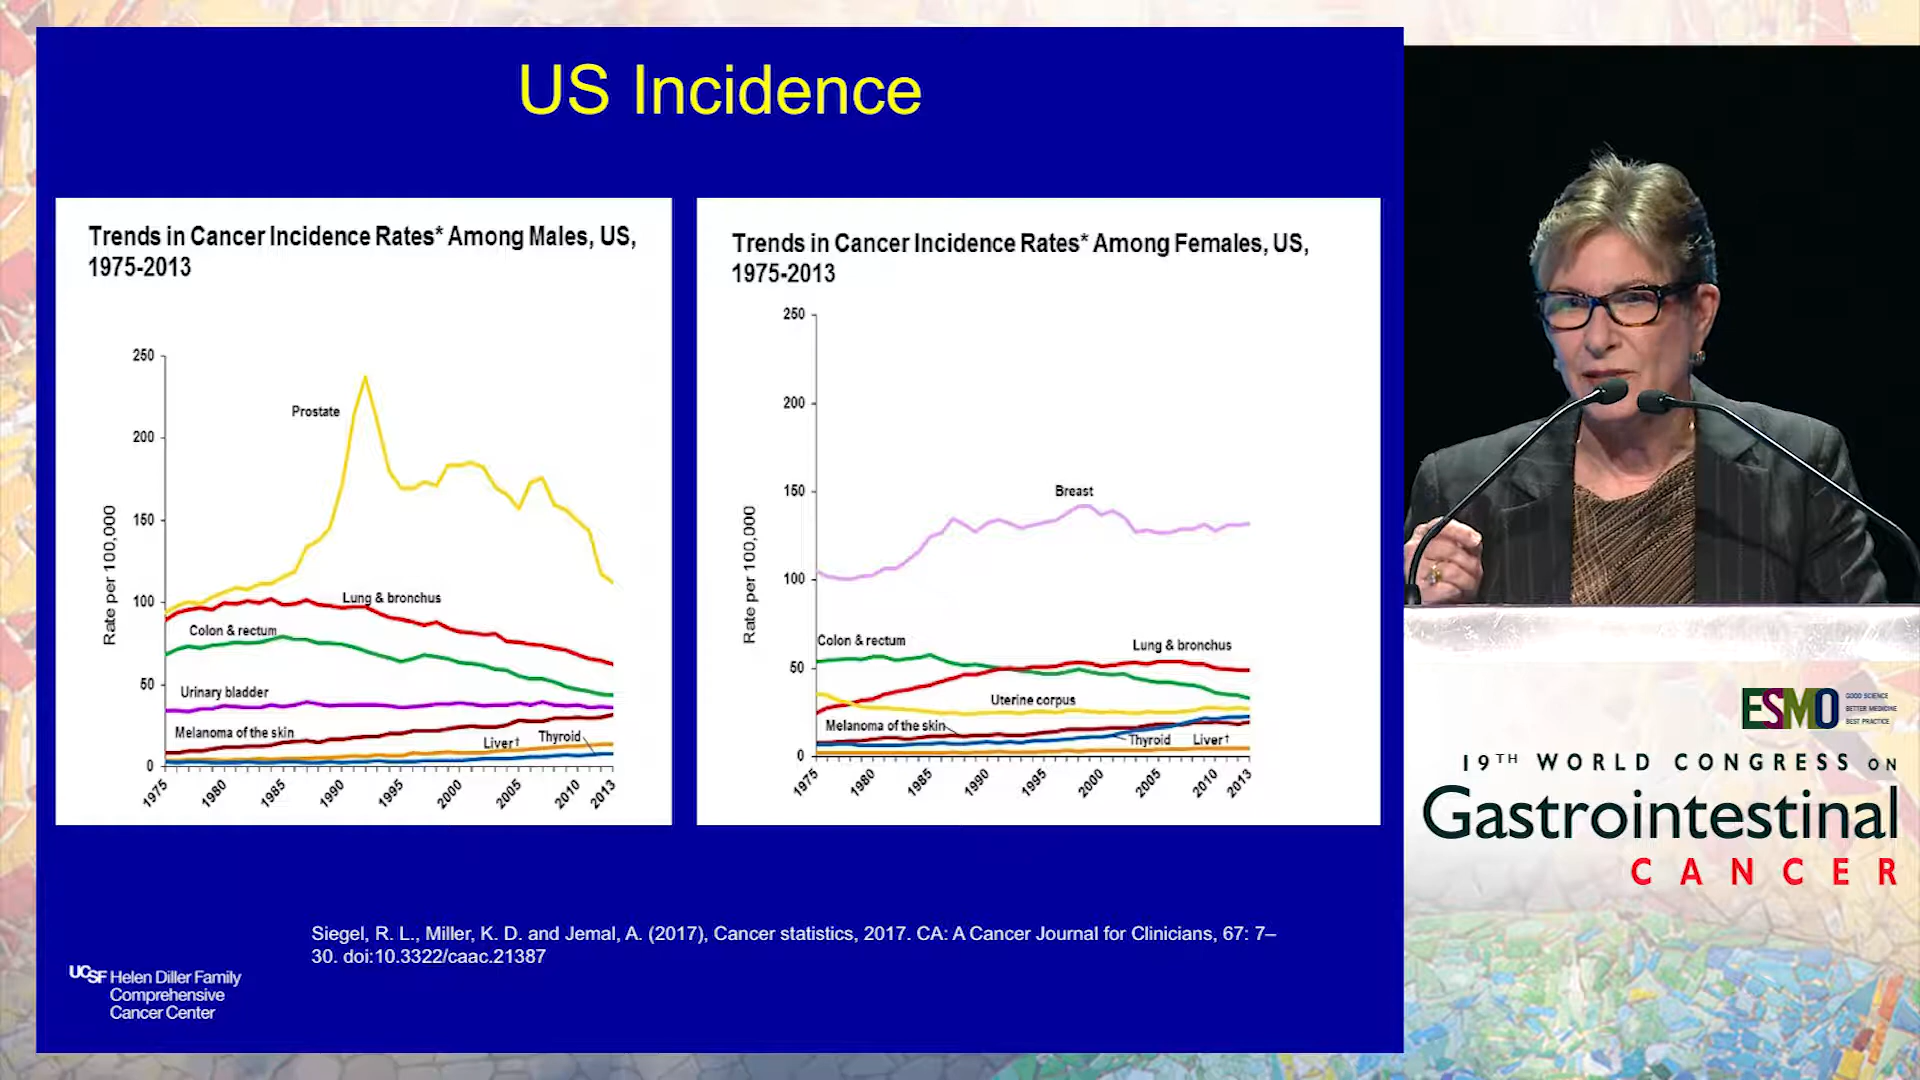 US Incidence
Trends in Cancer Incidence Rates* Among Males, US,
1975-2013
250
200
150
100
50
0
Rate per 100,000
Prostate
Lung & bronchus
Colon & rectum
Urinary bladder
Melanoma of the skin
Liver†
Thyroid
1975
1980
1985
1990
1995
2000
2005
2010
2013
Trends in Cancer Incidence Rates* Among Females, US,
1975-2013
250
200
150
100
50
0
Rate per 100,000
Breast
Colon & rectum
Lung & bronchus
Uterine corpus
Melanoma of the skin
Thyroid
Liver†
1975
1980
1985
1990
1995
2000
2005
2010
2013
Siegel, R. L., Miller, K. D. and Jemal, A. (2017), Cancer statistics, 2017. CA: A Cancer Journal for Clinicians, 67: 7–
30. doi:10.3322/caac.21387
UCSF Helen Diller Family
Comprehensive
Cancer Center
ESMO
GOOD SCIENCE
BETTER MEDICINE
BEST PRACTICE
19TH WORLD CONGRESS ON
Gastrointestinal
CANCER